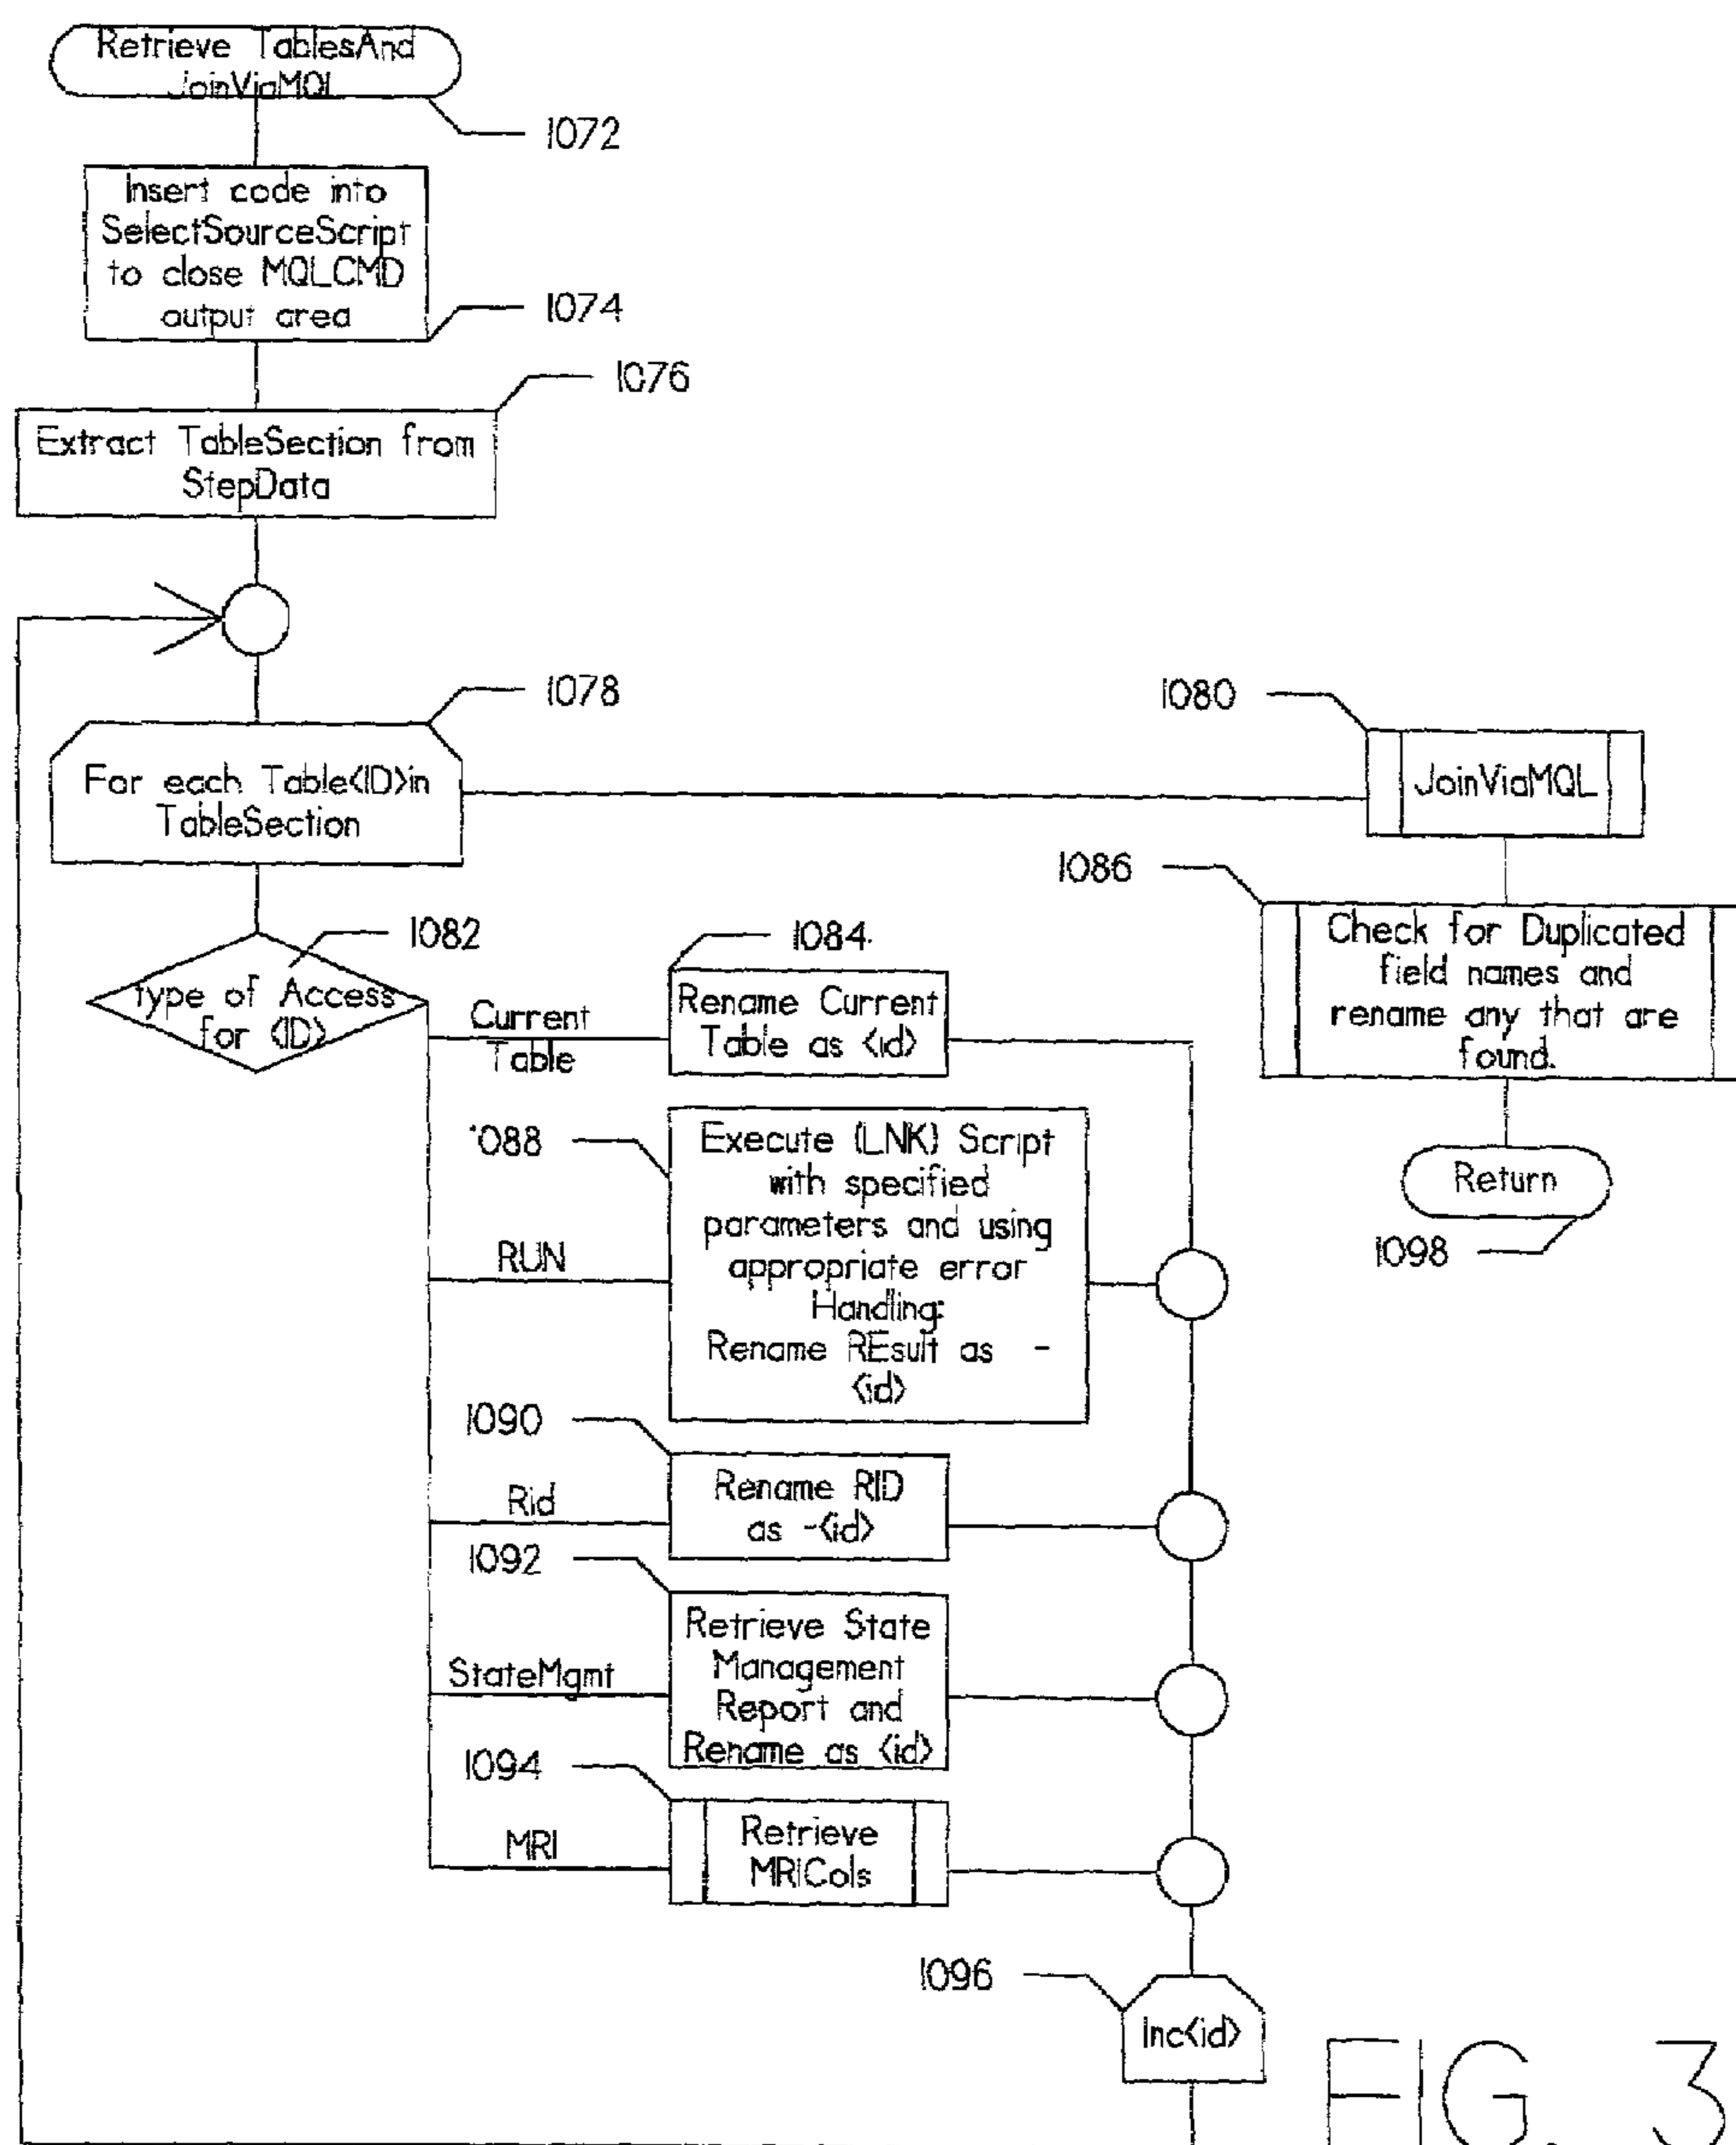 Retrieve TablesAnd
JoinViaMQL
1072
Insert code into
SelectSourceScript
to close MQLCMD
output area
1074
1076
Extract TableSection from
StepData
1078
For each Table<ID>in
TableSection
1080
JoinViaMQL
1082
type of Access
for <ID>
1086
Check for Duplicated
field names and
rename any that are
found.
Return
1098
Current
Table
1084
Rename Current
Table as <id>
1088
RUN
Execute (LNK) Script
with specified
parameters and using
appropriate error
Handling:
Rename REsult as -
<id>
1090
Rid
Rename RID
as -<id>
1092
StateMgmt
Retrieve State
Management
Report and
Rename as <id>
1094
MRI
Retrieve
MRICols
1096
Inc<id>
FIG. 3